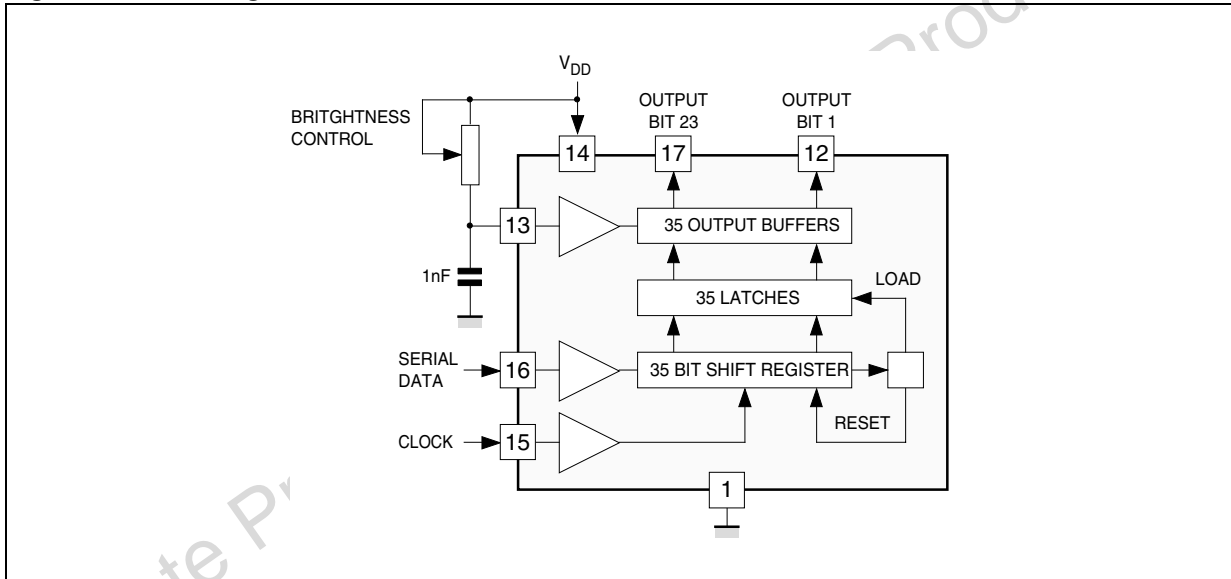 V_DD
BRITGHTNESS
CONTROL
OUTPUT
BIT 23
OUTPUT
BIT 1
14
17
12
13
35 OUTPUT BUFFERS
1nF
LOAD
35 LATCHES
SERIAL
DATA
16
35 BIT SHIFT REGISTER
RESET
CLOCK
15
1